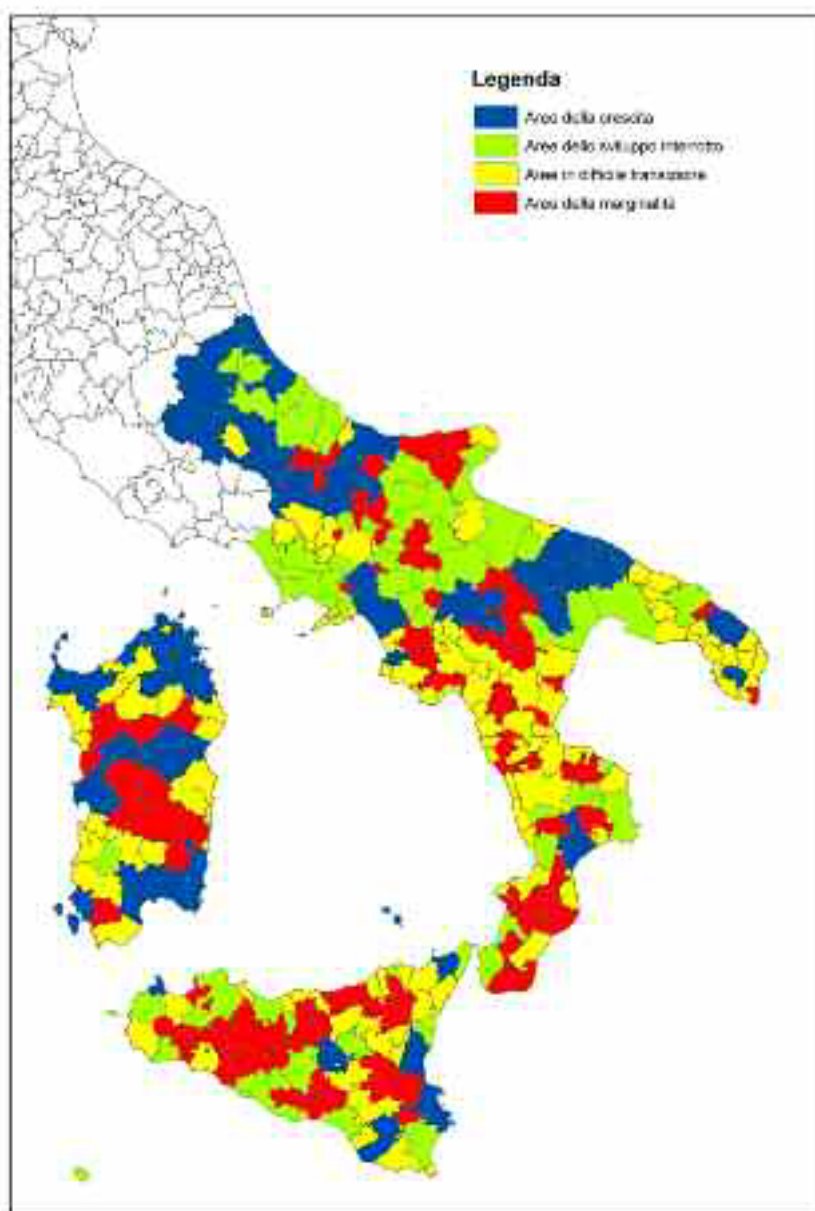 Legenda
Aree della crescita
Aree dello sviluppo interrotto
Aree in difficile transizione
Aree della marginalità